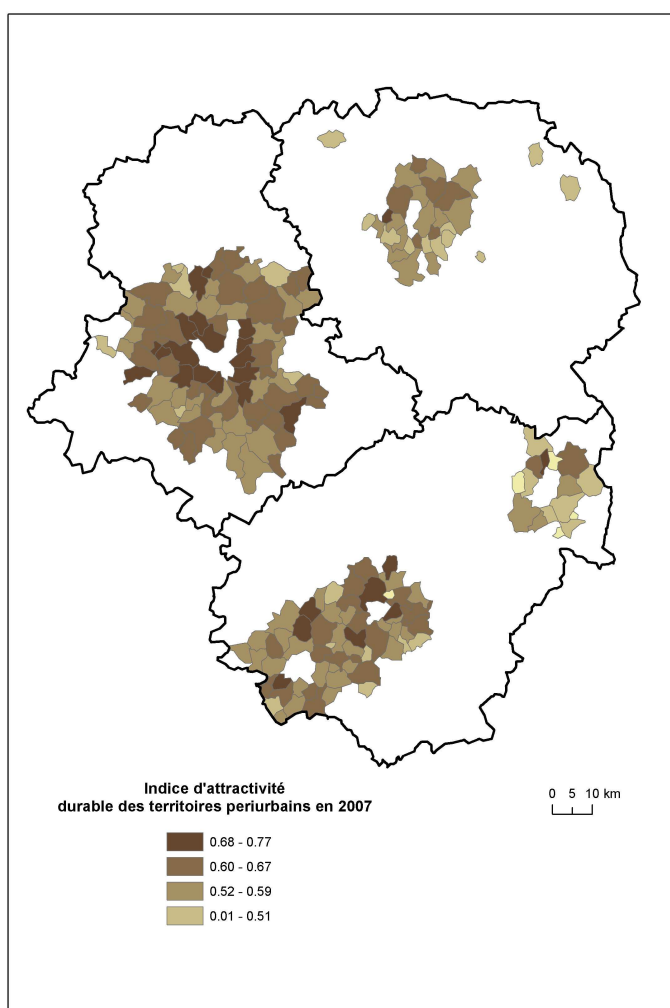 Indice d'attractivité
durable des territoires periurbains en 2007
0.68 - 0.77
0.60 - 0.67
0.52 - 0.59
0.01 - 0.51
0 5 10 km